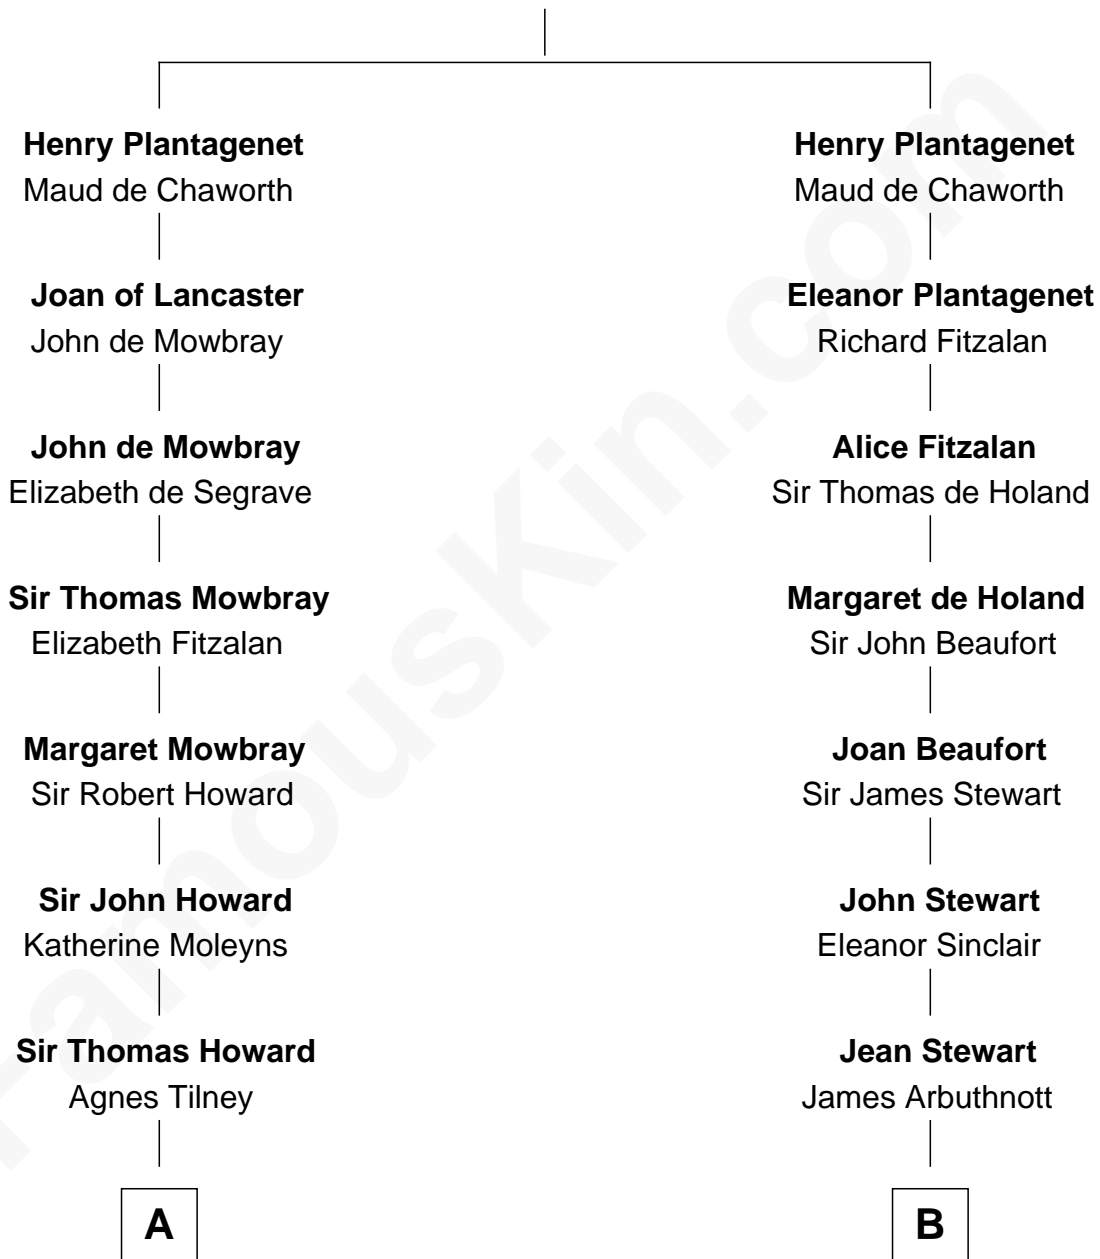 Henry Plantagenet
Maud de Chaworth
Joan of Lancaster
John de Mowbray
John de Mowbray
Elizabeth de Segrave
Sir Thomas Mowbray
Elizabeth Fitzalan
Margaret Mowbray
Sir Robert Howard
Sir John Howard
Katherine Moleyns
Sir Thomas Howard
Agnes Tilney
A
Henry Plantagenet
Maud de Chaworth
Eleanor Plantagenet
Richard Fitzalan
Alice Fitzalan
Sir Thomas de Holand
Margaret de Holand
Sir John Beaufort
Joan Beaufort
Sir James Stewart
John Stewart
Eleanor Sinclair
Jean Stewart
James Arbuthnott
B
FamousKin.com